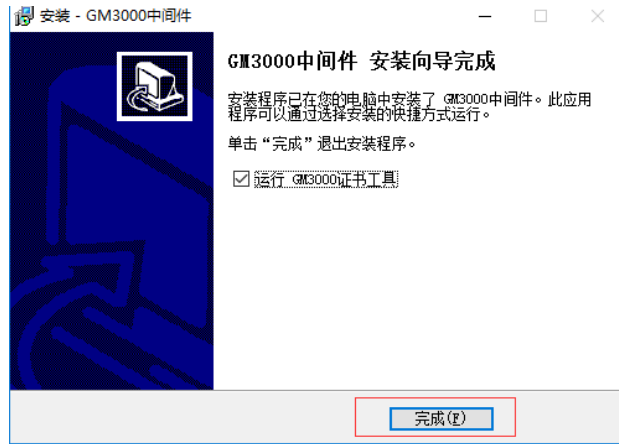 安装 - GM3000中间件
GM3000中间件 安装向导完成
安装程序已在您的电脑中安装了 GM3000中间件。此应用
程序可以通过选择安装的快捷方式运行。
单击“完成”退出安装程序。
运行 GM3000证书工具
完成(F)